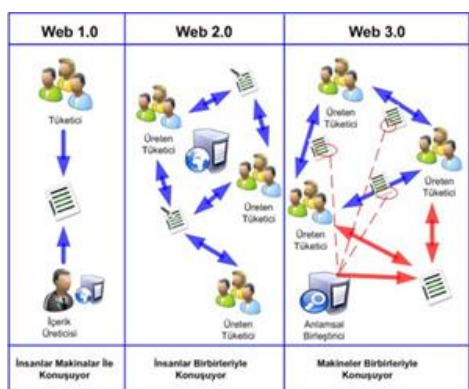 Web 1.0
Tüketici
İçerik
Üreticisi
İnsanlar Makinalar İle
Konuşuyor
Web 2.0
Üreten
Tüketici
Üreten
Tüketici
Üreten
Tüketici
İnsanlar Birbirleriyle
Konuşuyor
Web 3.0
Üreten
Tüketici
Üreten
Tüketici
Üreten
Tüketici
Anlamsal
Birleştirici
Makineler Birbirleriyle
Konuşuyor